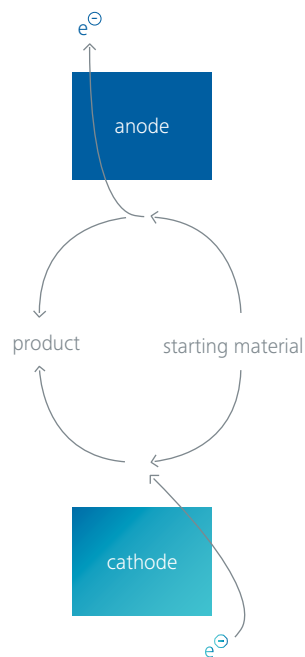 e⊖
anode
product
starting material
cathode
e⊖